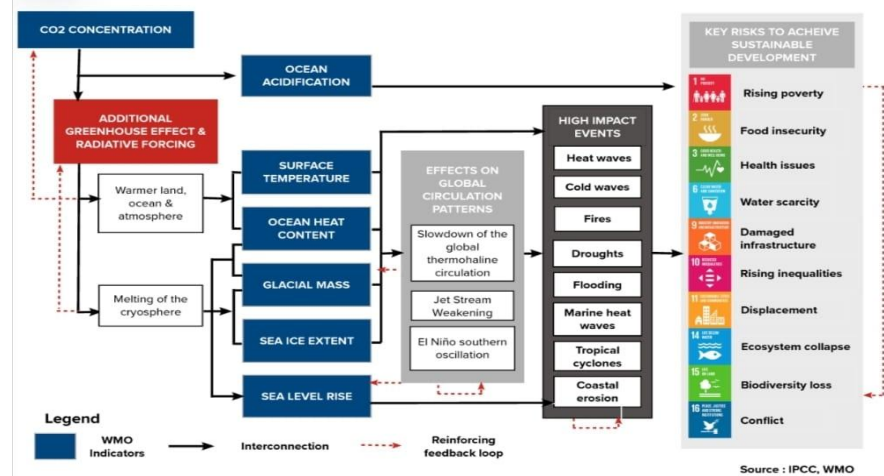 CO2 CONCENTRATION
OCEAN
ACIDIFICATION
ADDITIONAL
GREENHOUSE EFFECT &
RADIATIVE FORCING
Warmer land,
ocean &
atmosphere
Melting of the
cryosphere
SURFACE
TEMPERATURE
OCEAN HEAT
CONTENT
GLACIAL MASS
SEA ICE EXTENT
SEA LEVEL RISE
EFFECTS ON
GLOBAL
CIRCULATION
PATTERNS
Slowdown of the
global
thermohaline
circulation
Jet Stream
Weakening
El Niño southern
oscillation
HIGH IMPACT
EVENTS
Heat waves
Cold waves
Fires
Droughts
Flooding
Marine heat
waves
Tropical
cyclones
Coastal
erosion
KEY RISKS TO ACHEIVE
SUSTAINABLE
DEVELOPMENT
1
Rising poverty
2
Food insecurity
3
Health issues
6
Water scarcity
9
Damaged
infrastructure
10
Rising inequalities
11
Displacement
14
Ecosystem collapse
15
Biodiversity loss
16
Conflict
Legend
WMO
Indicators
Interconnection
Reinforcing
feedback loop
Source : IPCC, WMO